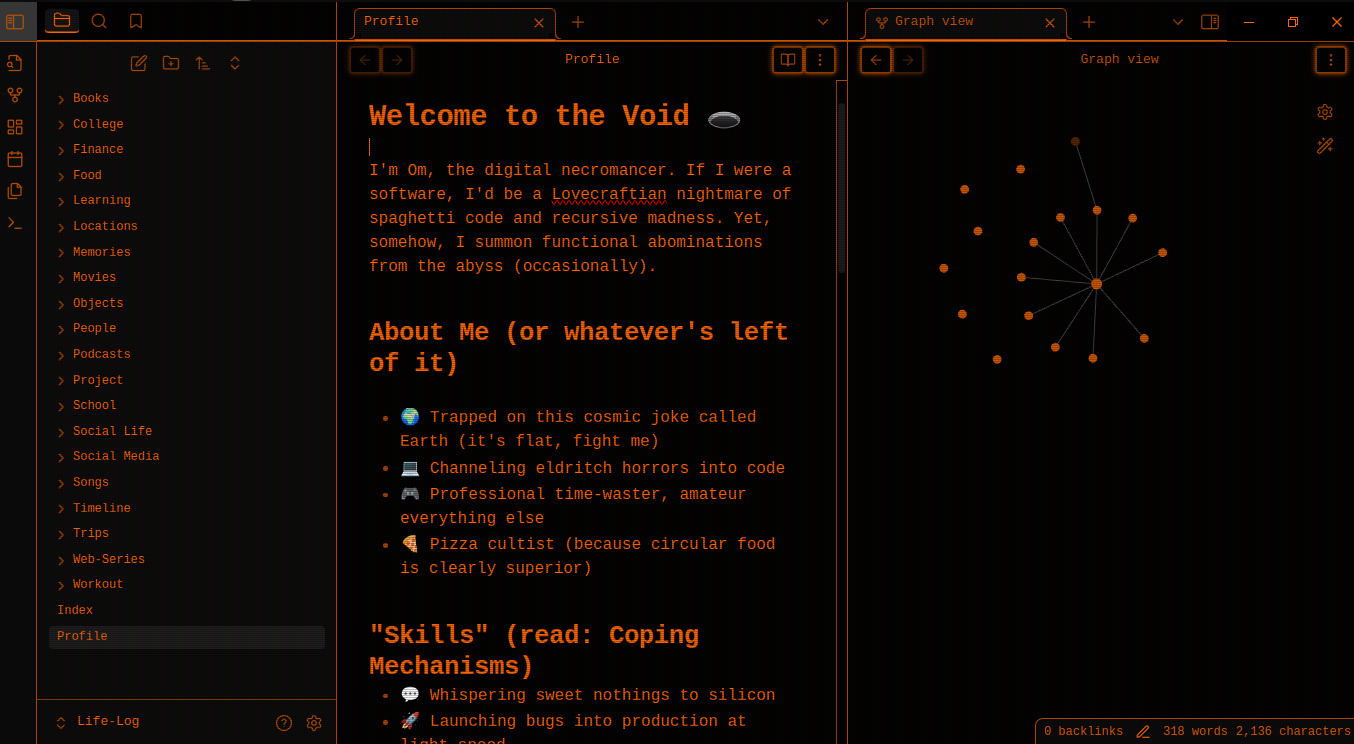 Profile
Graph view
Profile
Graph view
Books
College
Finance
Food
Learning
Locations
Memories
Movies
Objects
People
Podcasts
Project
School
Social Life
Social Media
Songs
Timeline
Trips
Web-Series
Workout
Index
Profile
Life-Log
Welcome to the Void
I'm Om, the digital necromancer. If I were a
software, I'd be a Lovecraftian nightmare of
spaghetti code and recursive madness. Yet,
somehow, I summon functional abominations
from the abyss (occasionally).
About Me (or whatever's left
of it)
🌍 Trapped on this cosmic joke called
Earth (it's flat, fight me)
💻 Channeling eldritch horrors into code
🎮 Professional time-waster, amateur
everything else
🍕 Pizza cultist (because circular food
is clearly superior)
"Skills" (read: Coping
Mechanisms)
💬 Whispering sweet nothings to silicon
🚀 Launching bugs into production at
light speed
0 backlinks
318 words 2,136 characters